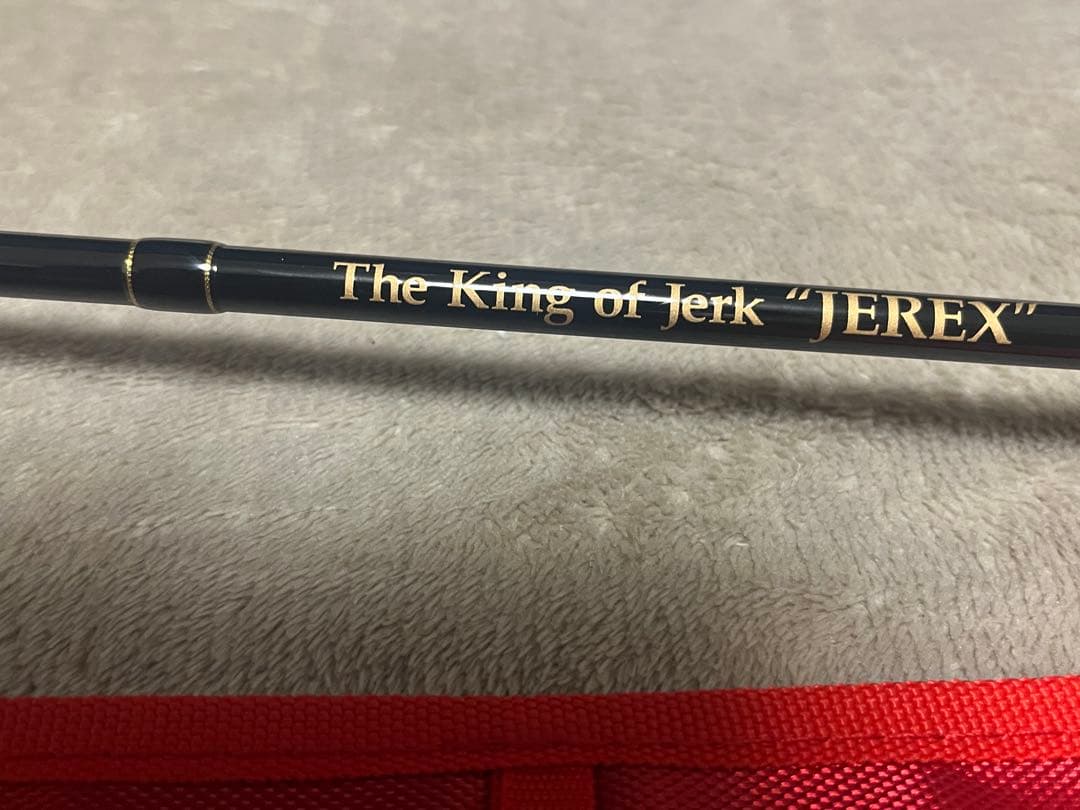 The King of Jerk “JEREX”